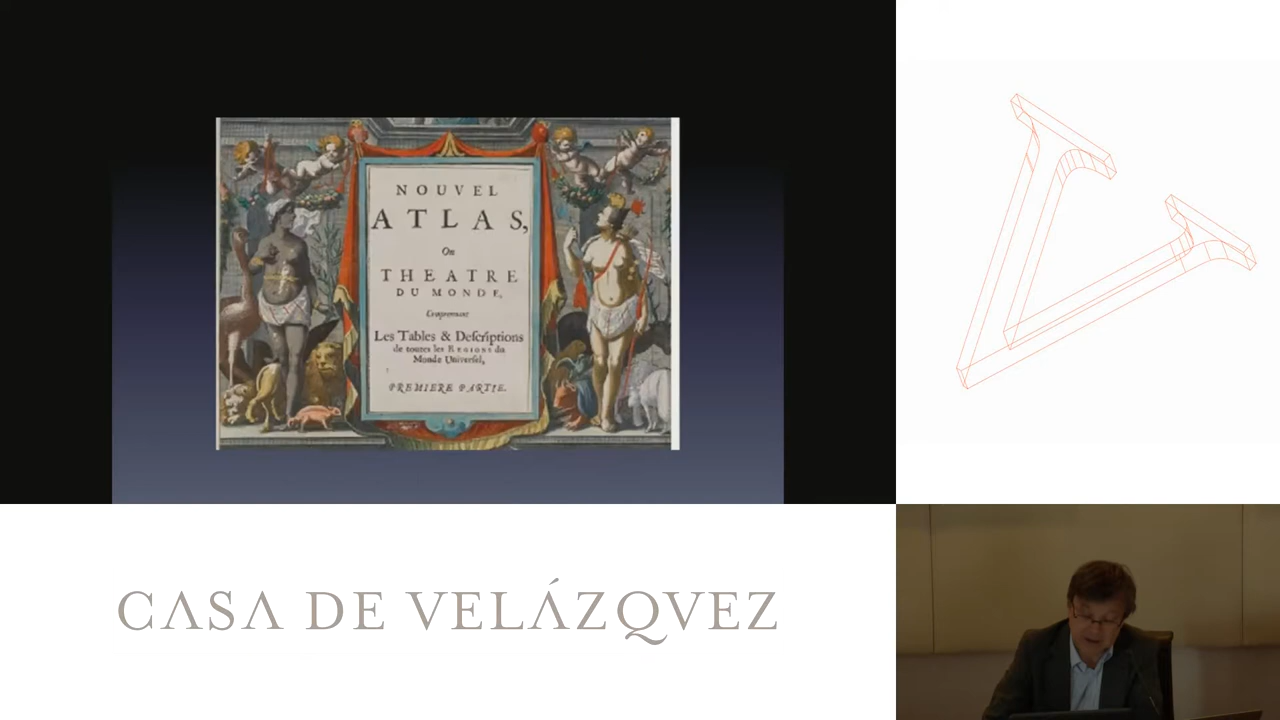 NOUVEL
ATLAS,
Ou
THEATRE
DU MONDE,
Comprenant
Les Tables & Deſcriptions
de toutes les REGIONS du
Monde Univerſel,
PREMIERE PARTIE.
CASA DE VELÁZQVEZ